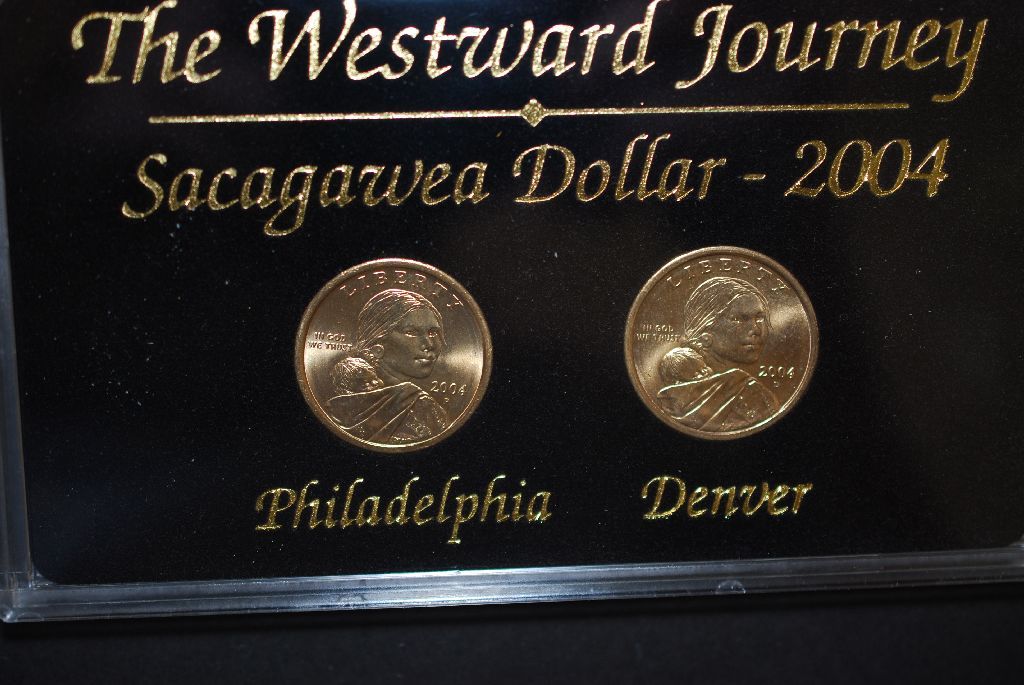 The Westward Journey
Sacagawea Dollar - 2004
LIBERTY
IN GOD
WE TRUST
2004
P
LIBERTY
IN GOD
WE TRUST
2004
D
Philadelphia
Denver